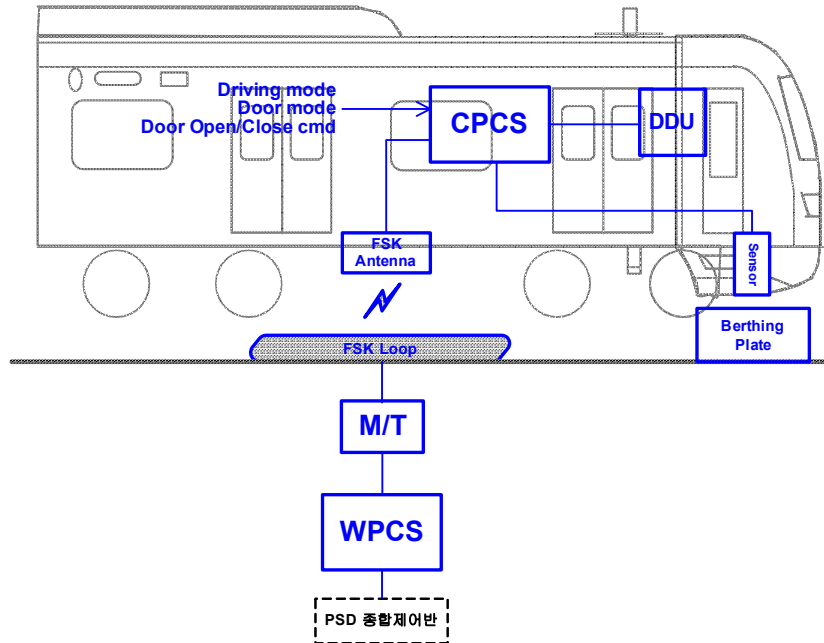 Driving mode
Door mode
Door Open/Close cmd
CPCS
DDU
FSK
Antenna
Sensor
Berthing
Plate
FSK Loop
M/T
WPCS
PSD 종합제어반